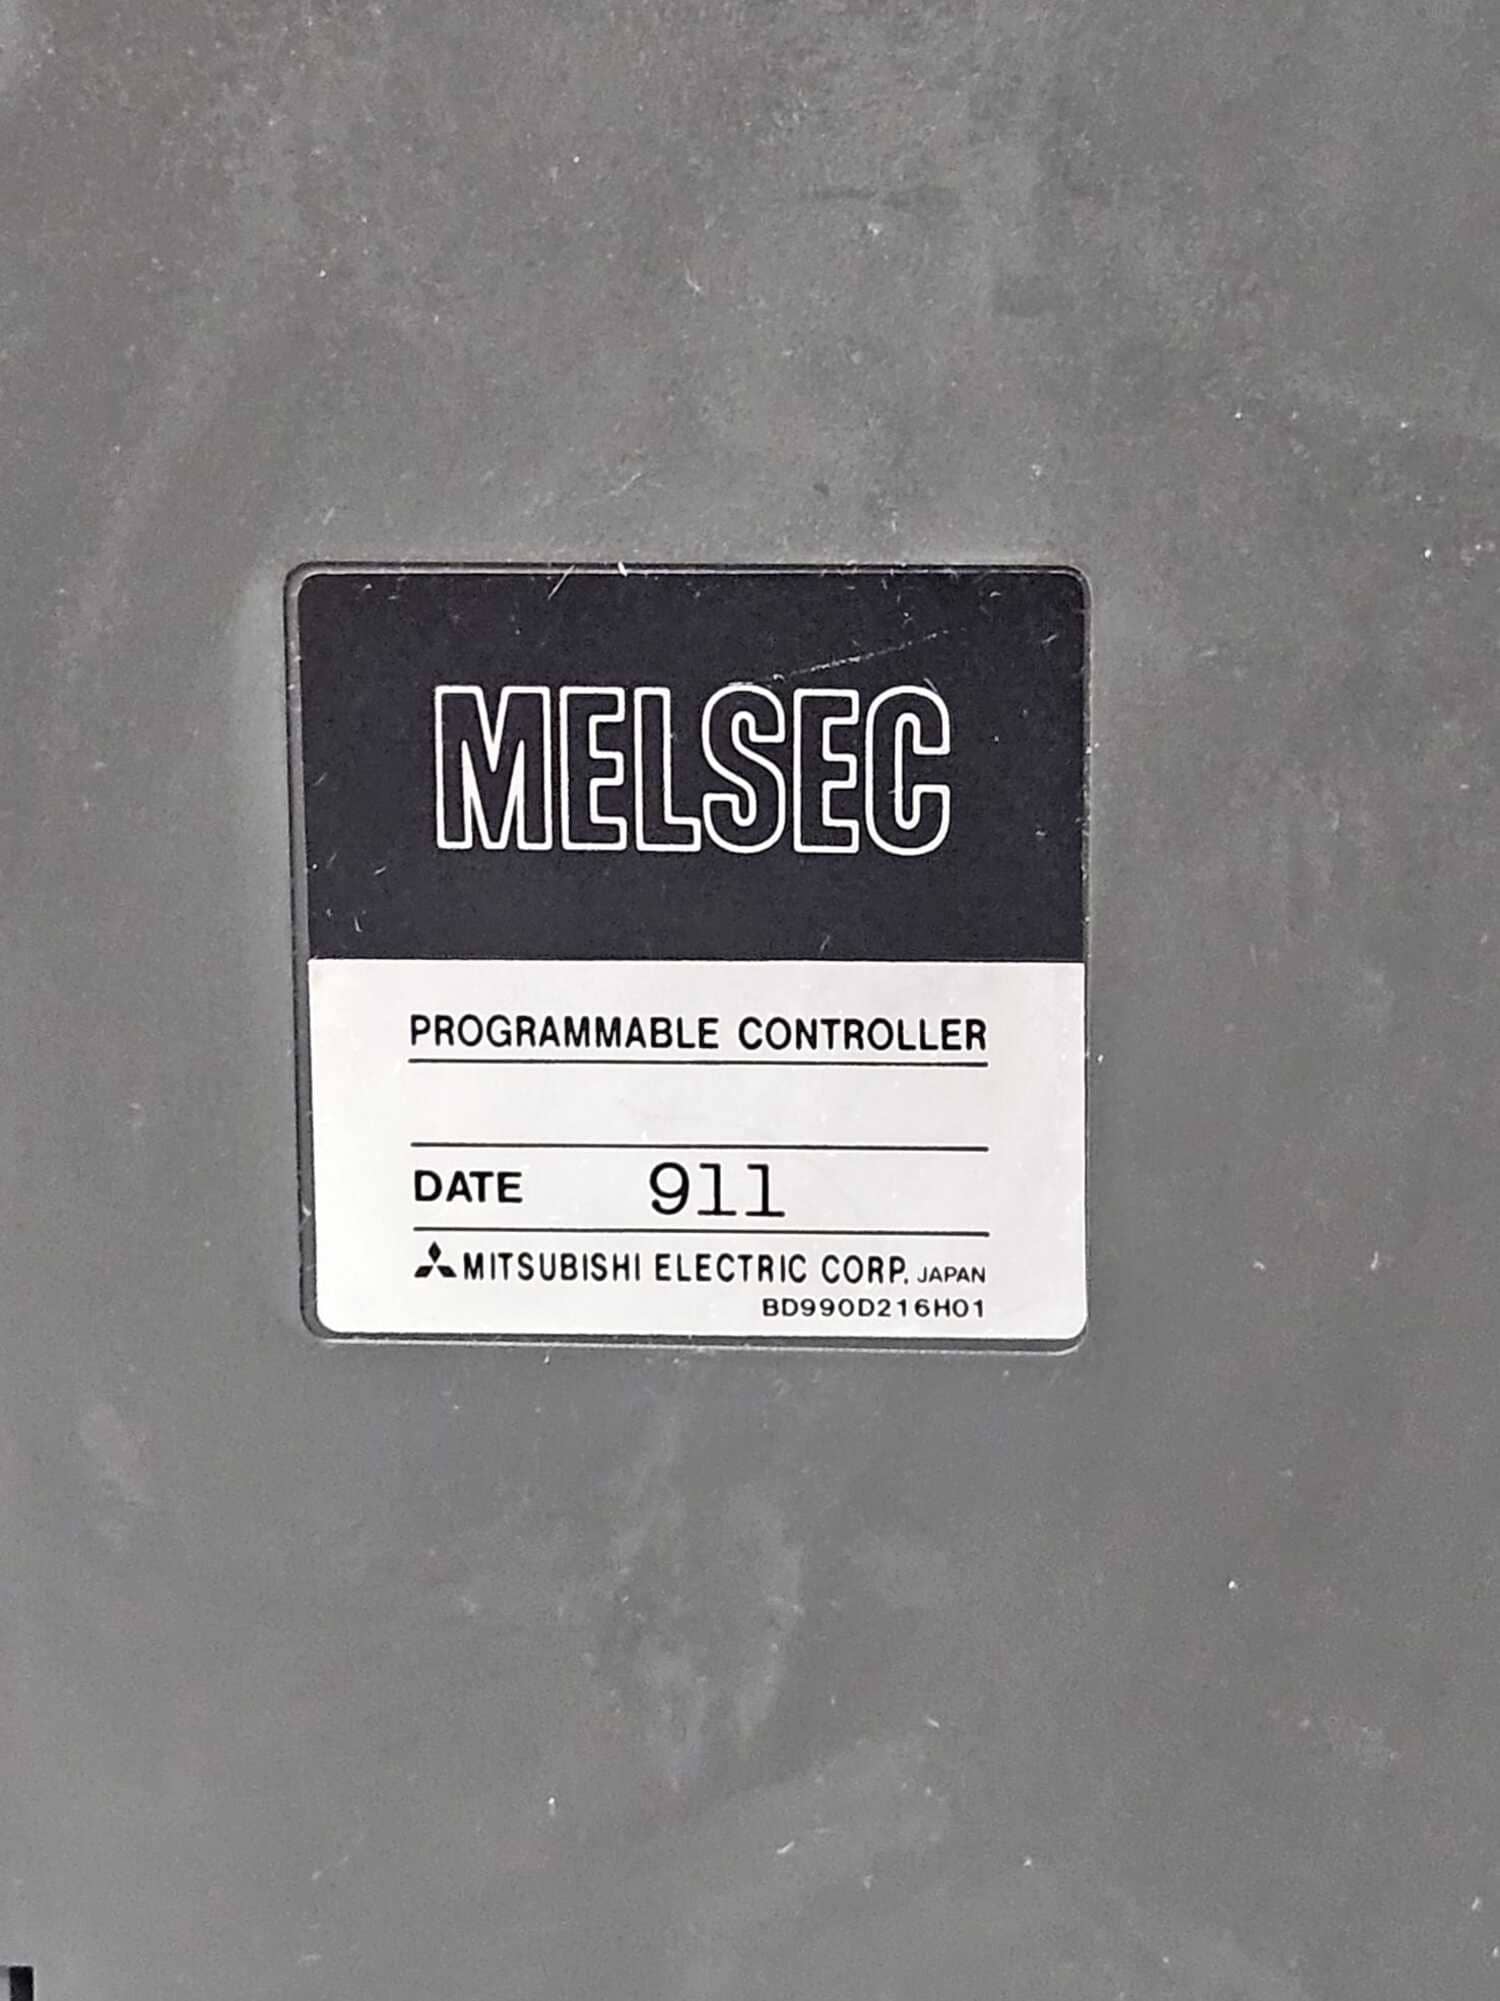 MELSEC
PROGRAMMABLE CONTROLLER
DATE 911
MITSUBISHI ELECTRIC CORP. JAPAN
BD990D216H01